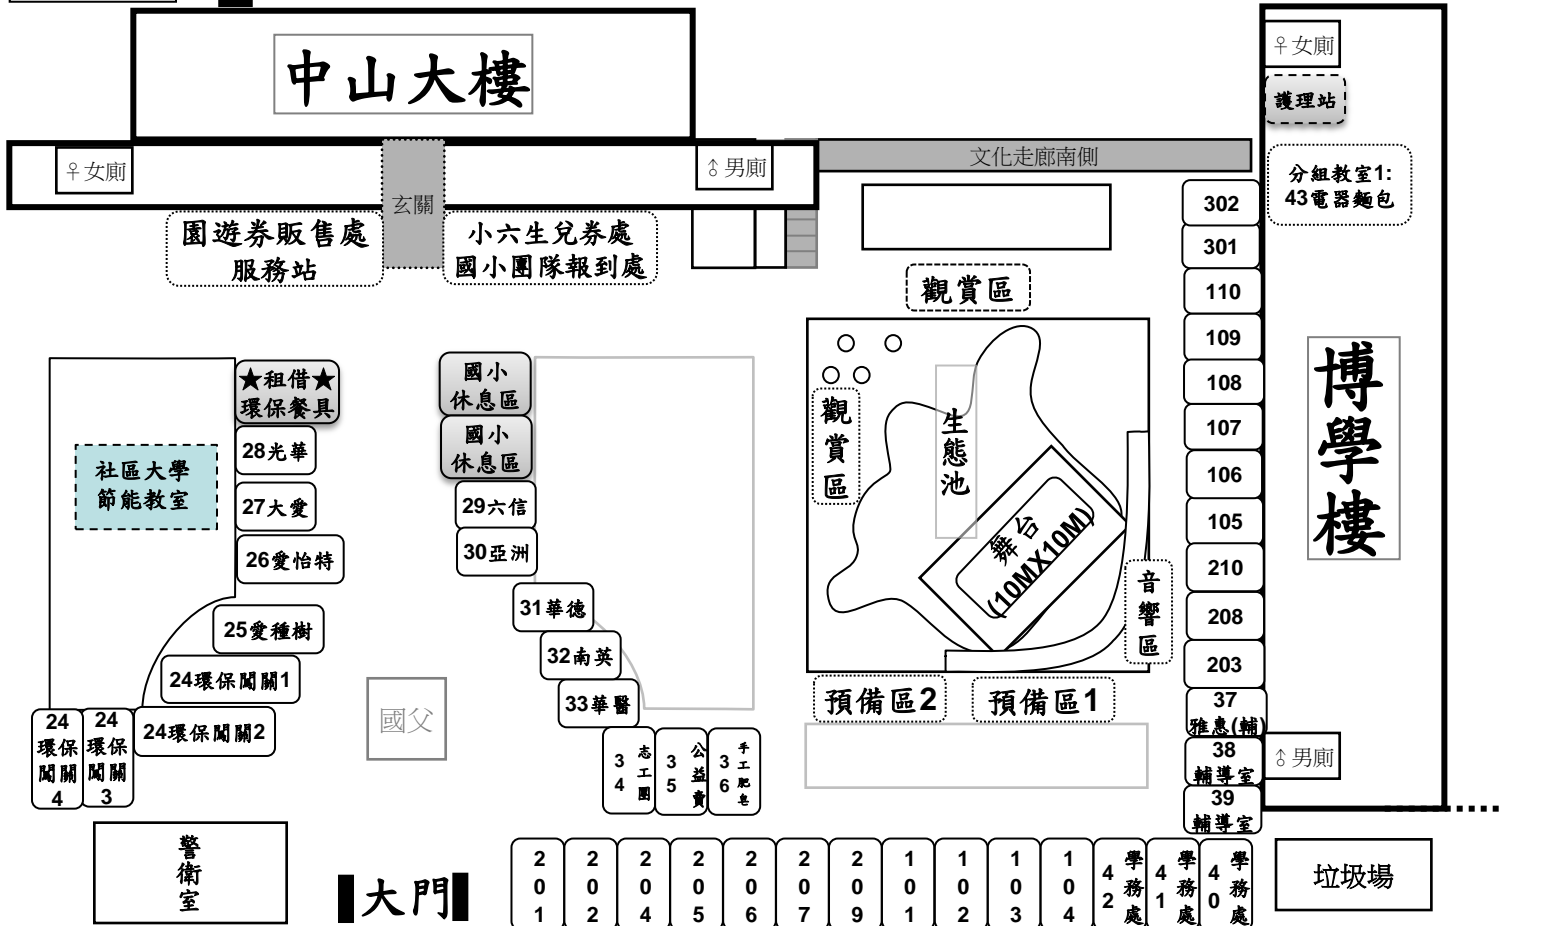 中山大樓
♀女廁
護理站
♀女廁
♂男廁
文化走廊南側
玄關
分組教室1:
43電器麵包
園遊券販售處
服務站
小六生兌券處
國小團隊報到處
302
301
110
109
108
107
106
105
210
208
203
37
雅惠(輔)
38
輔導室
39
輔導室
博學樓
♂男廁
觀賞區
觀賞區
生態池
舞台
(10MX10M)
音響區
預備區2
預備區1
★租借★
環保餐具
28光華
27大愛
26愛怡特
25愛種樹
24環保闖關1
24環保闖關2
24
環保
闖關
3
24
環保
闖關
4
社區大學
節能教室
國小
休息區
國小
休息區
29六信
30亞洲
31華德
32南英
33華醫
34志工團
35公益賣
36手工肥皂
國父
警衛室
大門
201
202
204
205
206
207
209
101
102
103
104
42學務處
41學務處
40學務處
垃圾場